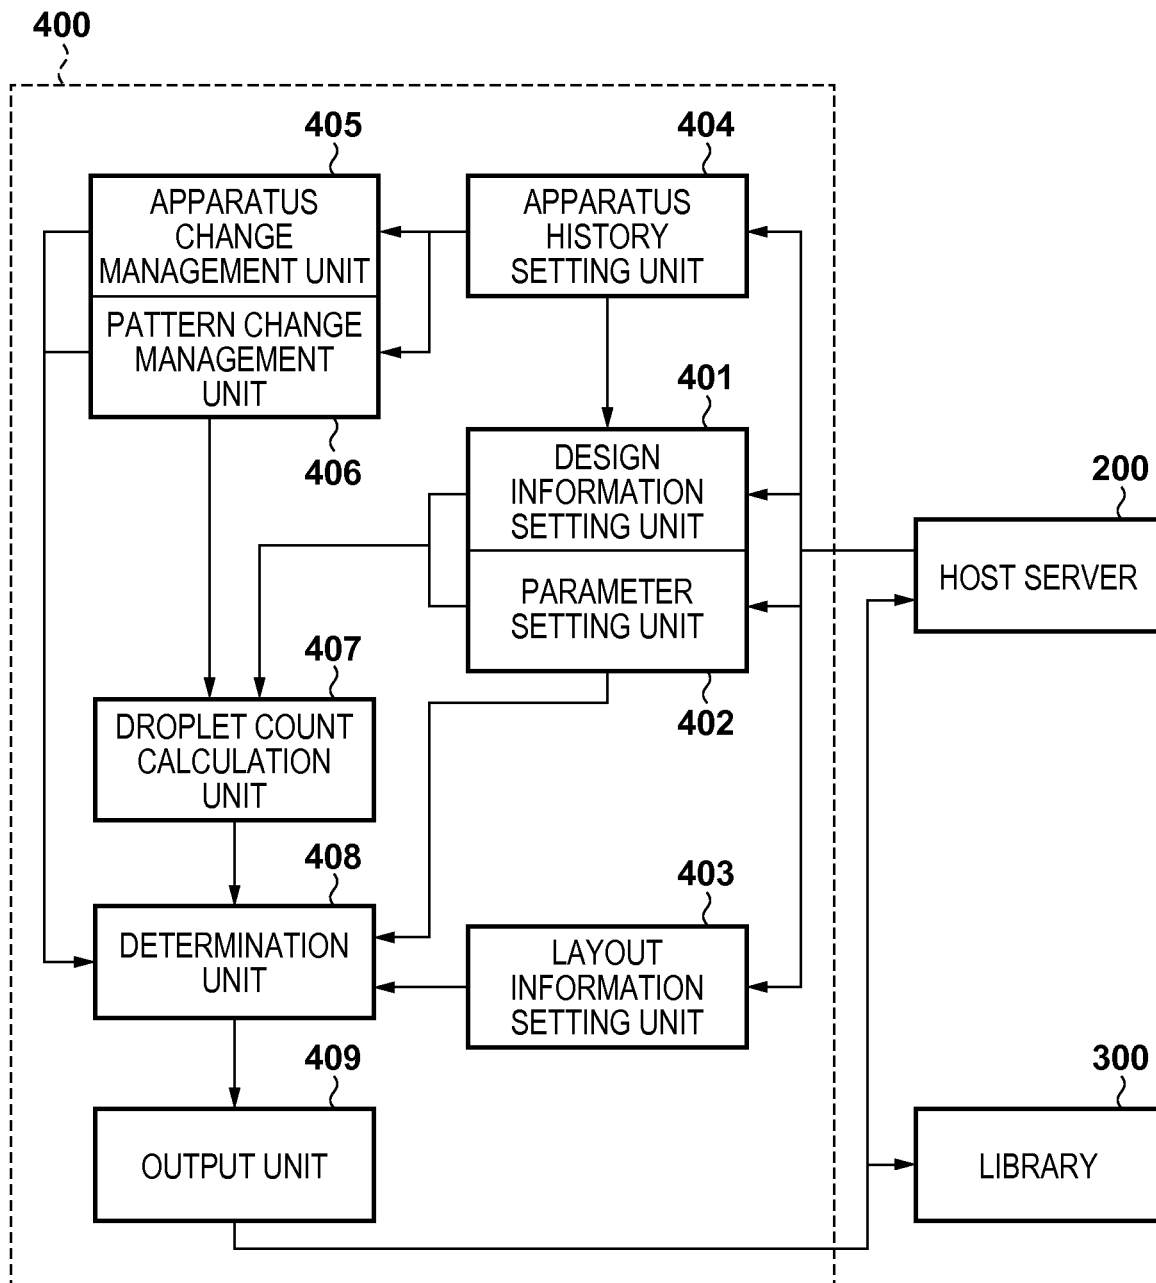 400
405
APPARATUS
CHANGE
MANAGEMENT UNIT
PATTERN CHANGE
MANAGEMENT
UNIT
406
404
APPARATUS
HISTORY
SETTING UNIT
401
DESIGN
INFORMATION
SETTING UNIT
PARAMETER
SETTING UNIT
402
200
HOST SERVER
407
DROPLET COUNT
CALCULATION
UNIT
408
DETERMINATION
UNIT
403
LAYOUT
INFORMATION
SETTING UNIT
409
OUTPUT UNIT
300
LIBRARY